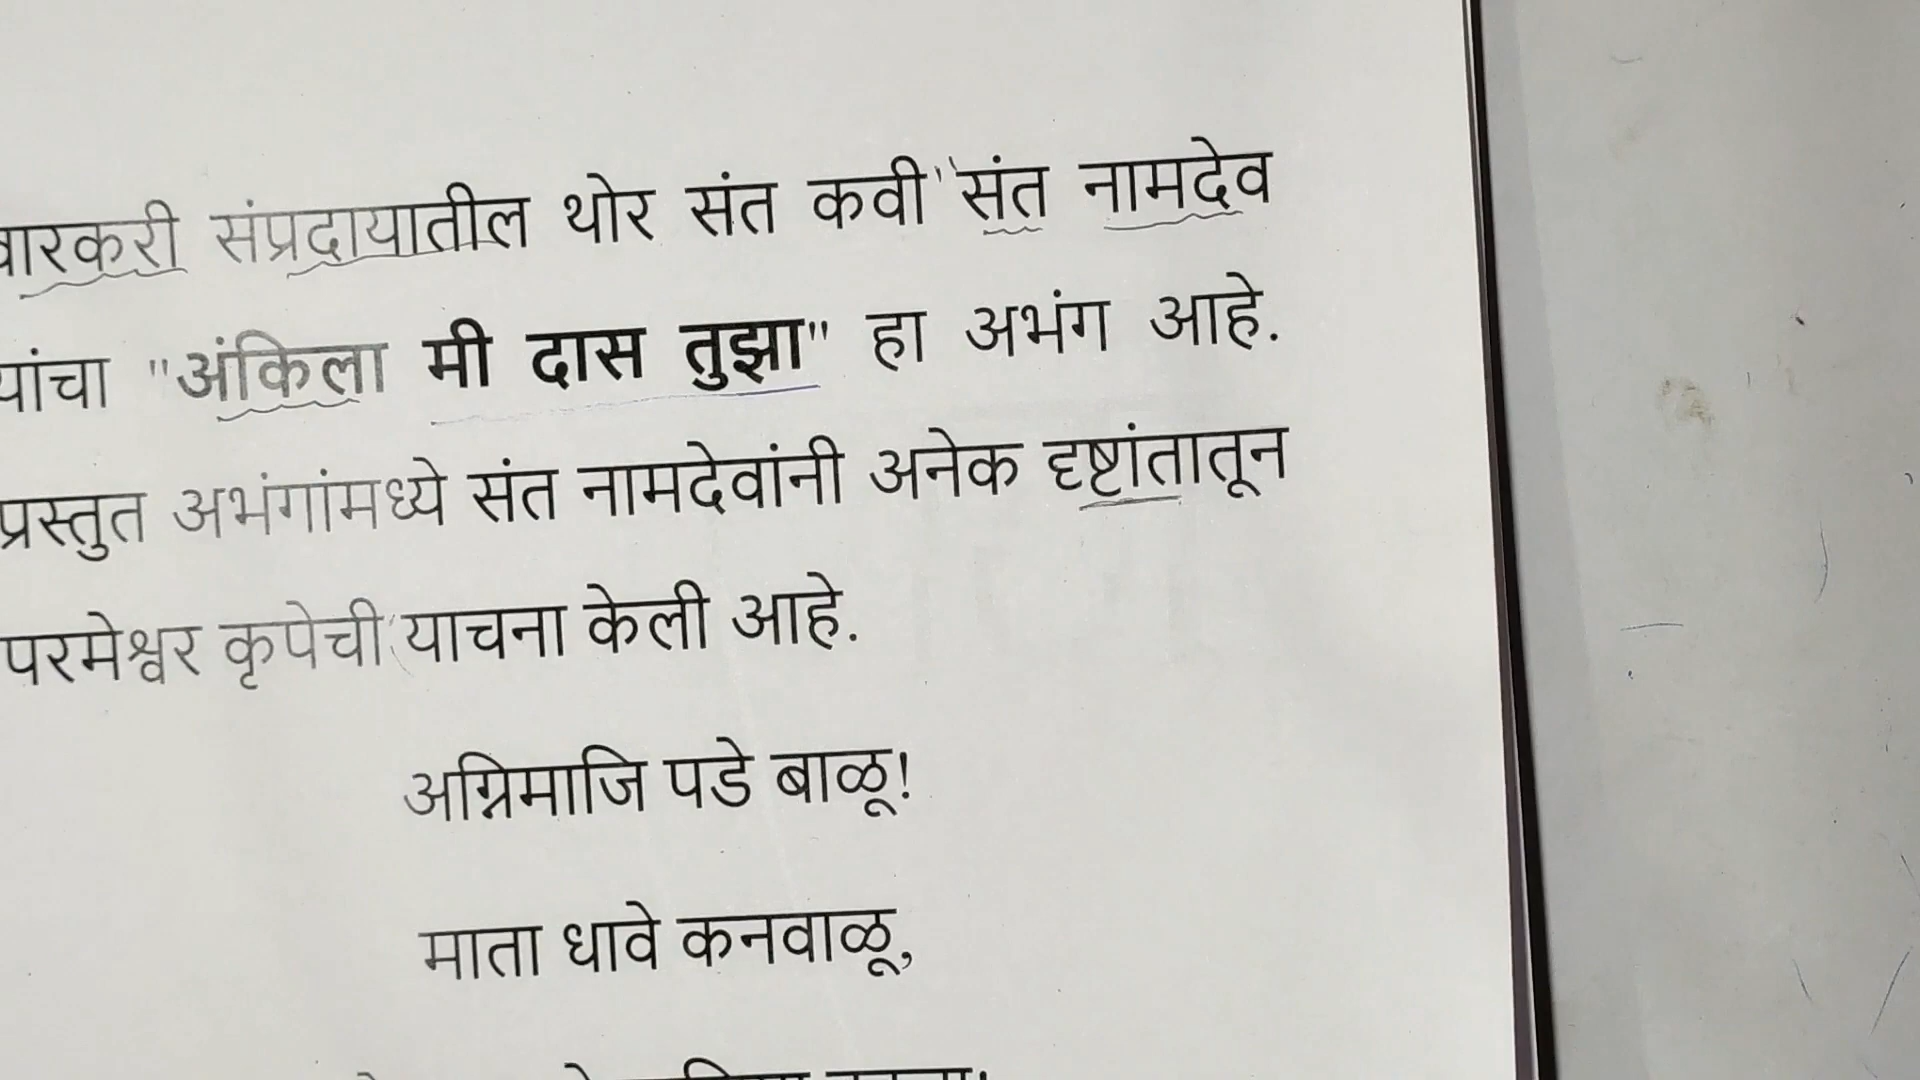 वारकरी संप्रदायातील थोर संत कवी "संत नामदेव
यांचा "अंकिला मी दास तुझा" हा अभंग आहे.
प्रस्तुत अभंगांमध्ये संत नामदेवांनी अनेक दृष्टांतातून
परमेश्वर कृपेची याचना केली आहे.
अग्निमाजि पडे बाळू!
माता धावे कनवाळू,